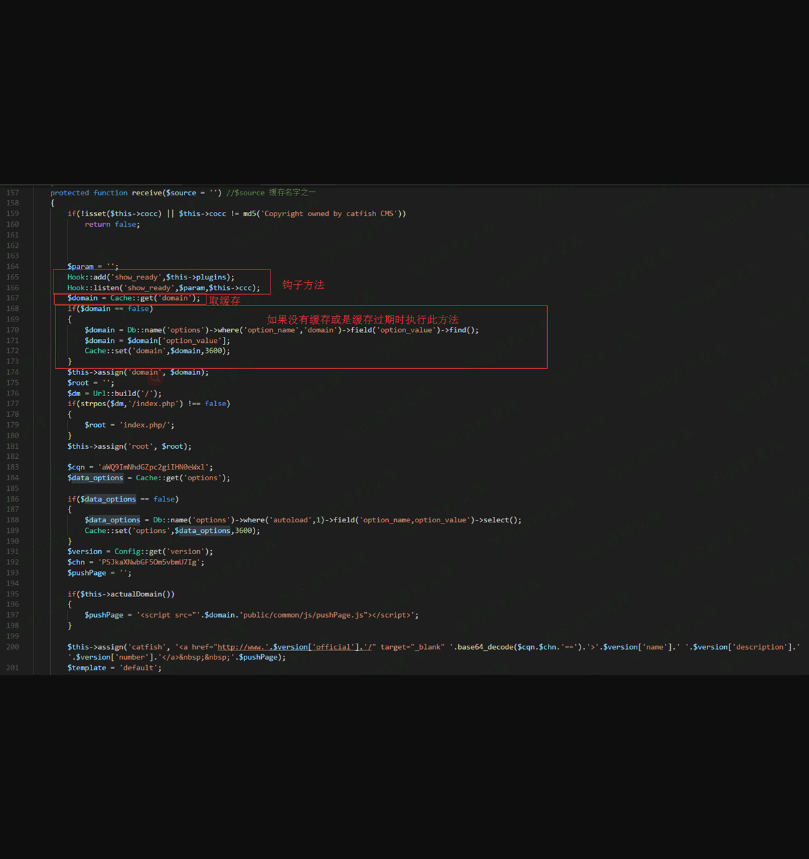 157 protected function receive($source = '') //$source 缓存名字之一
158 {
159 if(!isset($this->cocc) || $this->cocc != md5('Copyright owned by catfish CMS'))
160 return false;
161
162
163
164 $param = '';
165 Hook::add('show_ready',$this->plugins);
钩子方法
166 Hook::listen('show_ready',$param,$this->ccc);
167 $domain = Cache::get('domain'); 取缓存
168 if($domain == false)
169 { 如果没有缓存或是缓存过期时执行此方法
170 $domain = Db::name('options')->where('option_name','domain')->field('option_value')->find();
171 $domain = $domain['option_value'];
172 Cache::set('domain',$domain,3600);
173 }
174 $this->assign('domain', $domain);
175 $root = '';
176 $dm = Url::build('/');
177 if(strpos($dm,'/index.php') !== false)
178 {
179 $root = 'index.php/';
180 }
181 $this->assign('root', $root);
182
183 $cqn =
184 $data_options = Cache::get('options');
185
186 if($data_options == false)
187 {
188 $data_options = Db::name('options')->where('autoload',1)->field('option_name,option_value')->select();
189 Cache::set('options',$data_options,3600);
190 }
191 $version = Config::get('version');
192 $chn =
193 $pushPage = '';
194
195 if($this->actualDomain())
196 {
197 $pushPage = '<script src="'.$domain.'public/common/js/pushPage.js"></script>';
198 }
199
200 $this->assign('catfish', '<a href="http://www.'.$version['official'].'/" target="_blank" '.base64_decode($cqn.$chn.'==').'>'.$version['name'].' '.$version['description'].'
'.$version['number'].'</a>&nbsp;&nbsp;'.$pushPage);
201 $template = 'default';